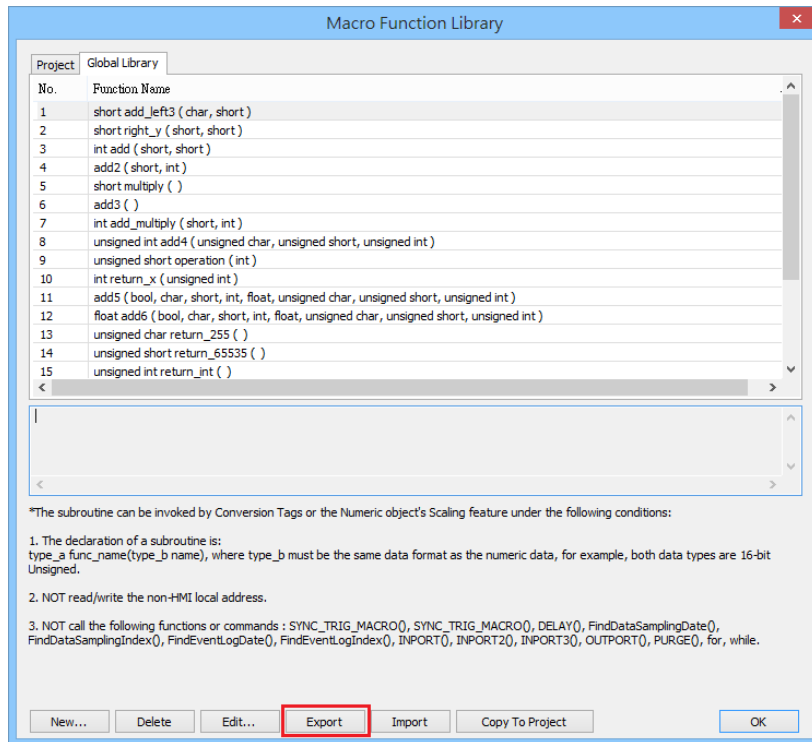 Macro Function Library
Project Global Library
No. Function Name
1 short add_left3 ( char, short )
2 short right_y ( short, short )
3 int add ( short, short )
4 add2 ( short, int )
5 short multiply ( )
6 add3 ( )
7 int add_multiply ( short, int )
8 unsigned int add4 ( unsigned char, unsigned short, unsigned int )
9 unsigned short operation ( int )
10 int return_x ( unsigned int )
11 add5 ( bool, char, short, int, float, unsigned char, unsigned short, unsigned int )
12 float add6 ( bool, char, short, int, float, unsigned char, unsigned short, unsigned int )
13 unsigned char return_255 ( )
14 unsigned short return_65535 ( )
15 unsigned int return_int ( )
*The subroutine can be invoked by Conversion Tags or the Numeric object's Scaling feature under the following conditions:
1. The declaration of a subroutine is:
type_a func_name(type_b name), where type_b must be the same data format as the numeric data, for example, both data types are 16-bit
Unsigned.
2. NOT read/write the non-HMI local address.
3. NOT call the following functions or commands : SYNC_TRIG_MACRO(), SYNC_TRIG_MACRO(), DELAY(), FindDataSamplingDate(),
FindDataSamplingIndex(), FindEventLogDate(), FindEventLogIndex(), INPORT(), INPORT2(), INPORT3(), OUTPORT(), PURGE(), for, while.
New... Delete Edit... Export Import Copy To Project OK